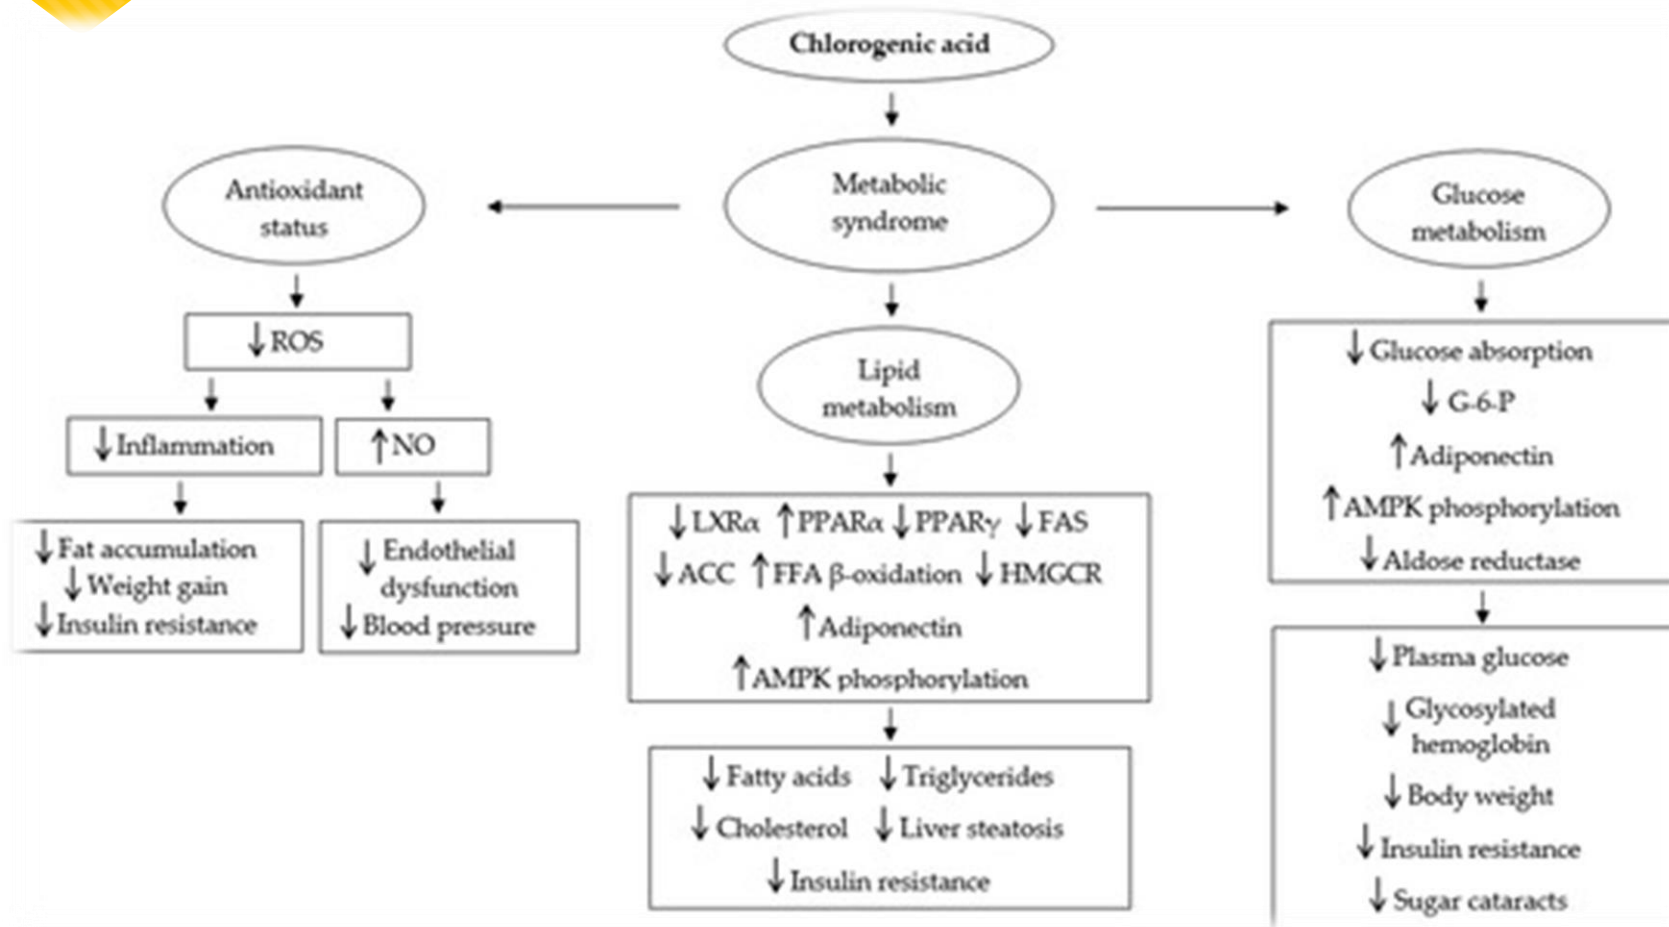 Chlorogenic acid
Metabolic
syndrome
Antioxidant
status
↓ROS
↓Inflammation
↑NO
↓Fat accumulation
↓Weight gain
↓Insulin resistance
↓Endothelial
dysfunction
↓Blood pressure
Lipid
metabolism
↓LXRα ↑PPARα ↓PPARγ ↓FAS
↓ACC ↑FFA β-oxidation ↓HMGCR
↑Adiponectin
↑AMPK phosphorylation
↓Fatty acids ↓Triglycerides
↓Cholesterol ↓Liver steatosis
↓Insulin resistance
Glucose
metabolism
↓Glucose absorption
↓G-6-P
↑Adiponectin
↑AMPK phosphorylation
↓Aldose reductase
↓Plasma glucose
↓Glycosylated
hemoglobin
↓Body weight
↓Insulin resistance
↓Sugar cataracts